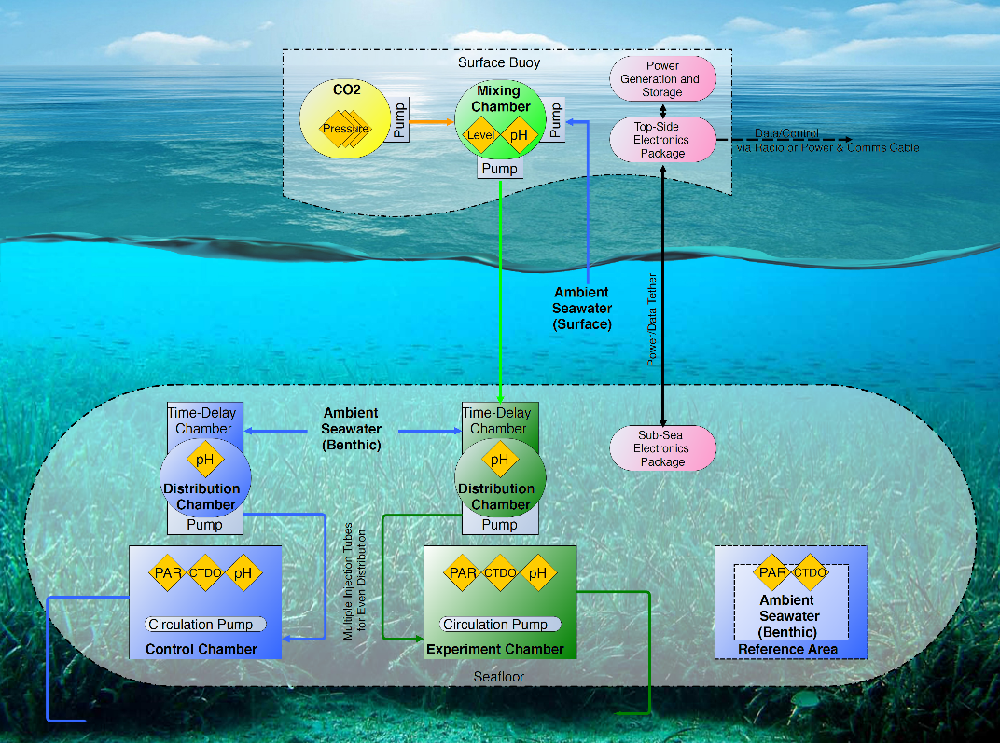 Surface Buoy
CO2
Pressure
Pump
Mixing
Chamber
Level
pH
Pump
Pump
Power
Generation and
Storage
Top-Side
Electronics
Package
Data/Control
via Radio or Power & Comms Cable
Ambient
Seawater
(Surface)
Power/Data Tether
Time-Delay
Chamber
pH
Distribution
Chamber
Pump
Ambient
Seawater
(Benthic)
Time-Delay
Chamber
pH
Distribution
Chamber
Pump
Sub-Sea
Electronics
Package
Multiple Injection Tubes
for Even Distribution
PAR
CTDO
pH
Circulation Pump
Control Chamber
PAR
CTDO
pH
Circulation Pump
Experiment Chamber
PAR
CTDO
Ambient
Seawater
(Benthic)
Reference Area
Seafloor